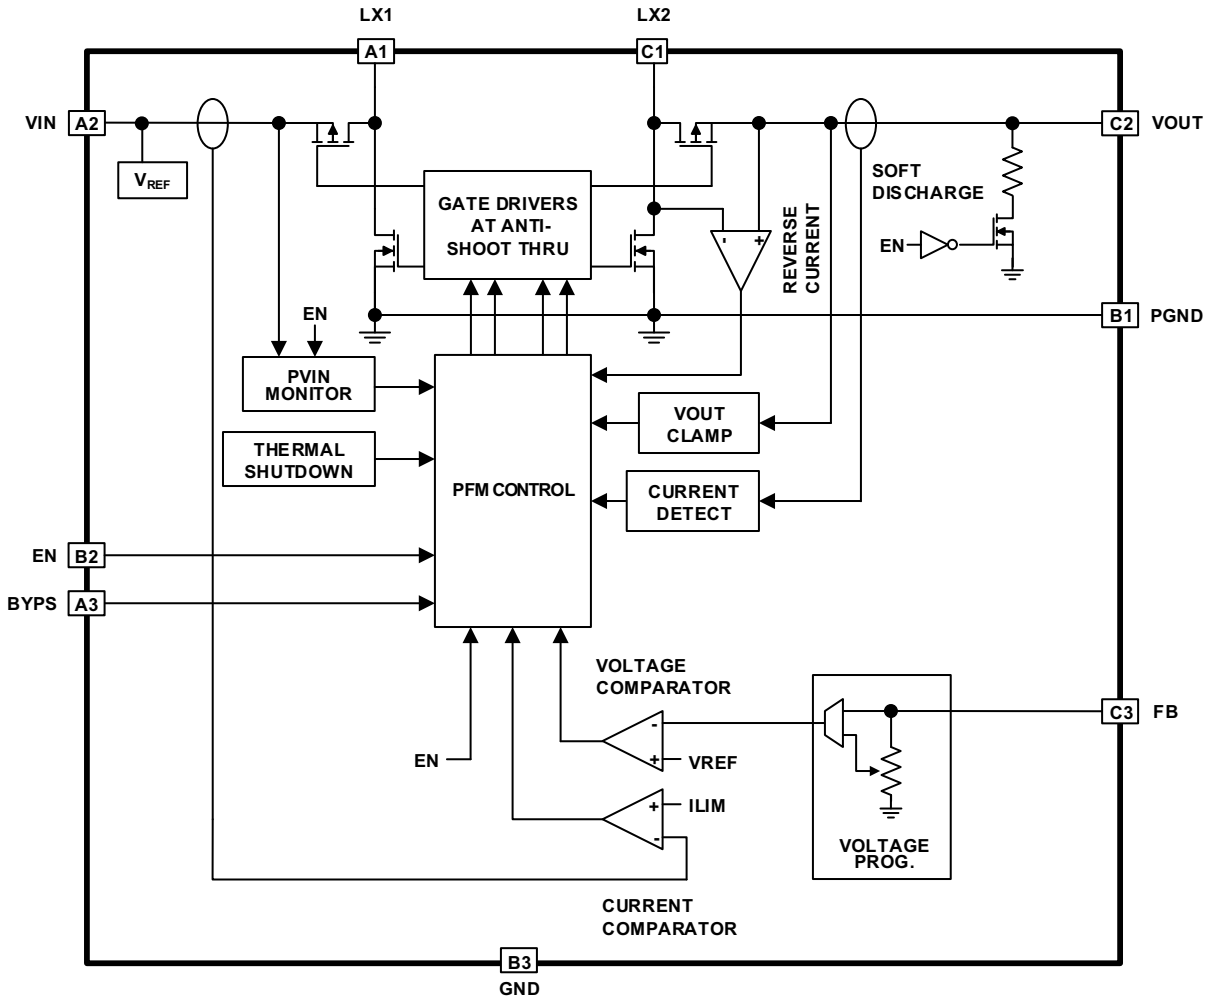 LX1
LX2
A1
C1
VIN
A2
C2
VOUT
VREF
SOFT
DISCHARGE
GATE DRIVERS
AT ANTI-
SHOOT THRU
-
+
REVERSE
CURRENT
EN
EN
B1
PGND
PVIN
MONITOR
VOUT
CLAMP
THERMAL
SHUTDOWN
PFM CONTROL
CURRENT
DETECT
EN
B2
BYPS
A3
VOLTAGE
COMPARATOR
-
+
VREF
EN
C3
FB
+
ILIM
-
VOLTAGE
PROG.
CURRENT
COMPARATOR
B3
GND